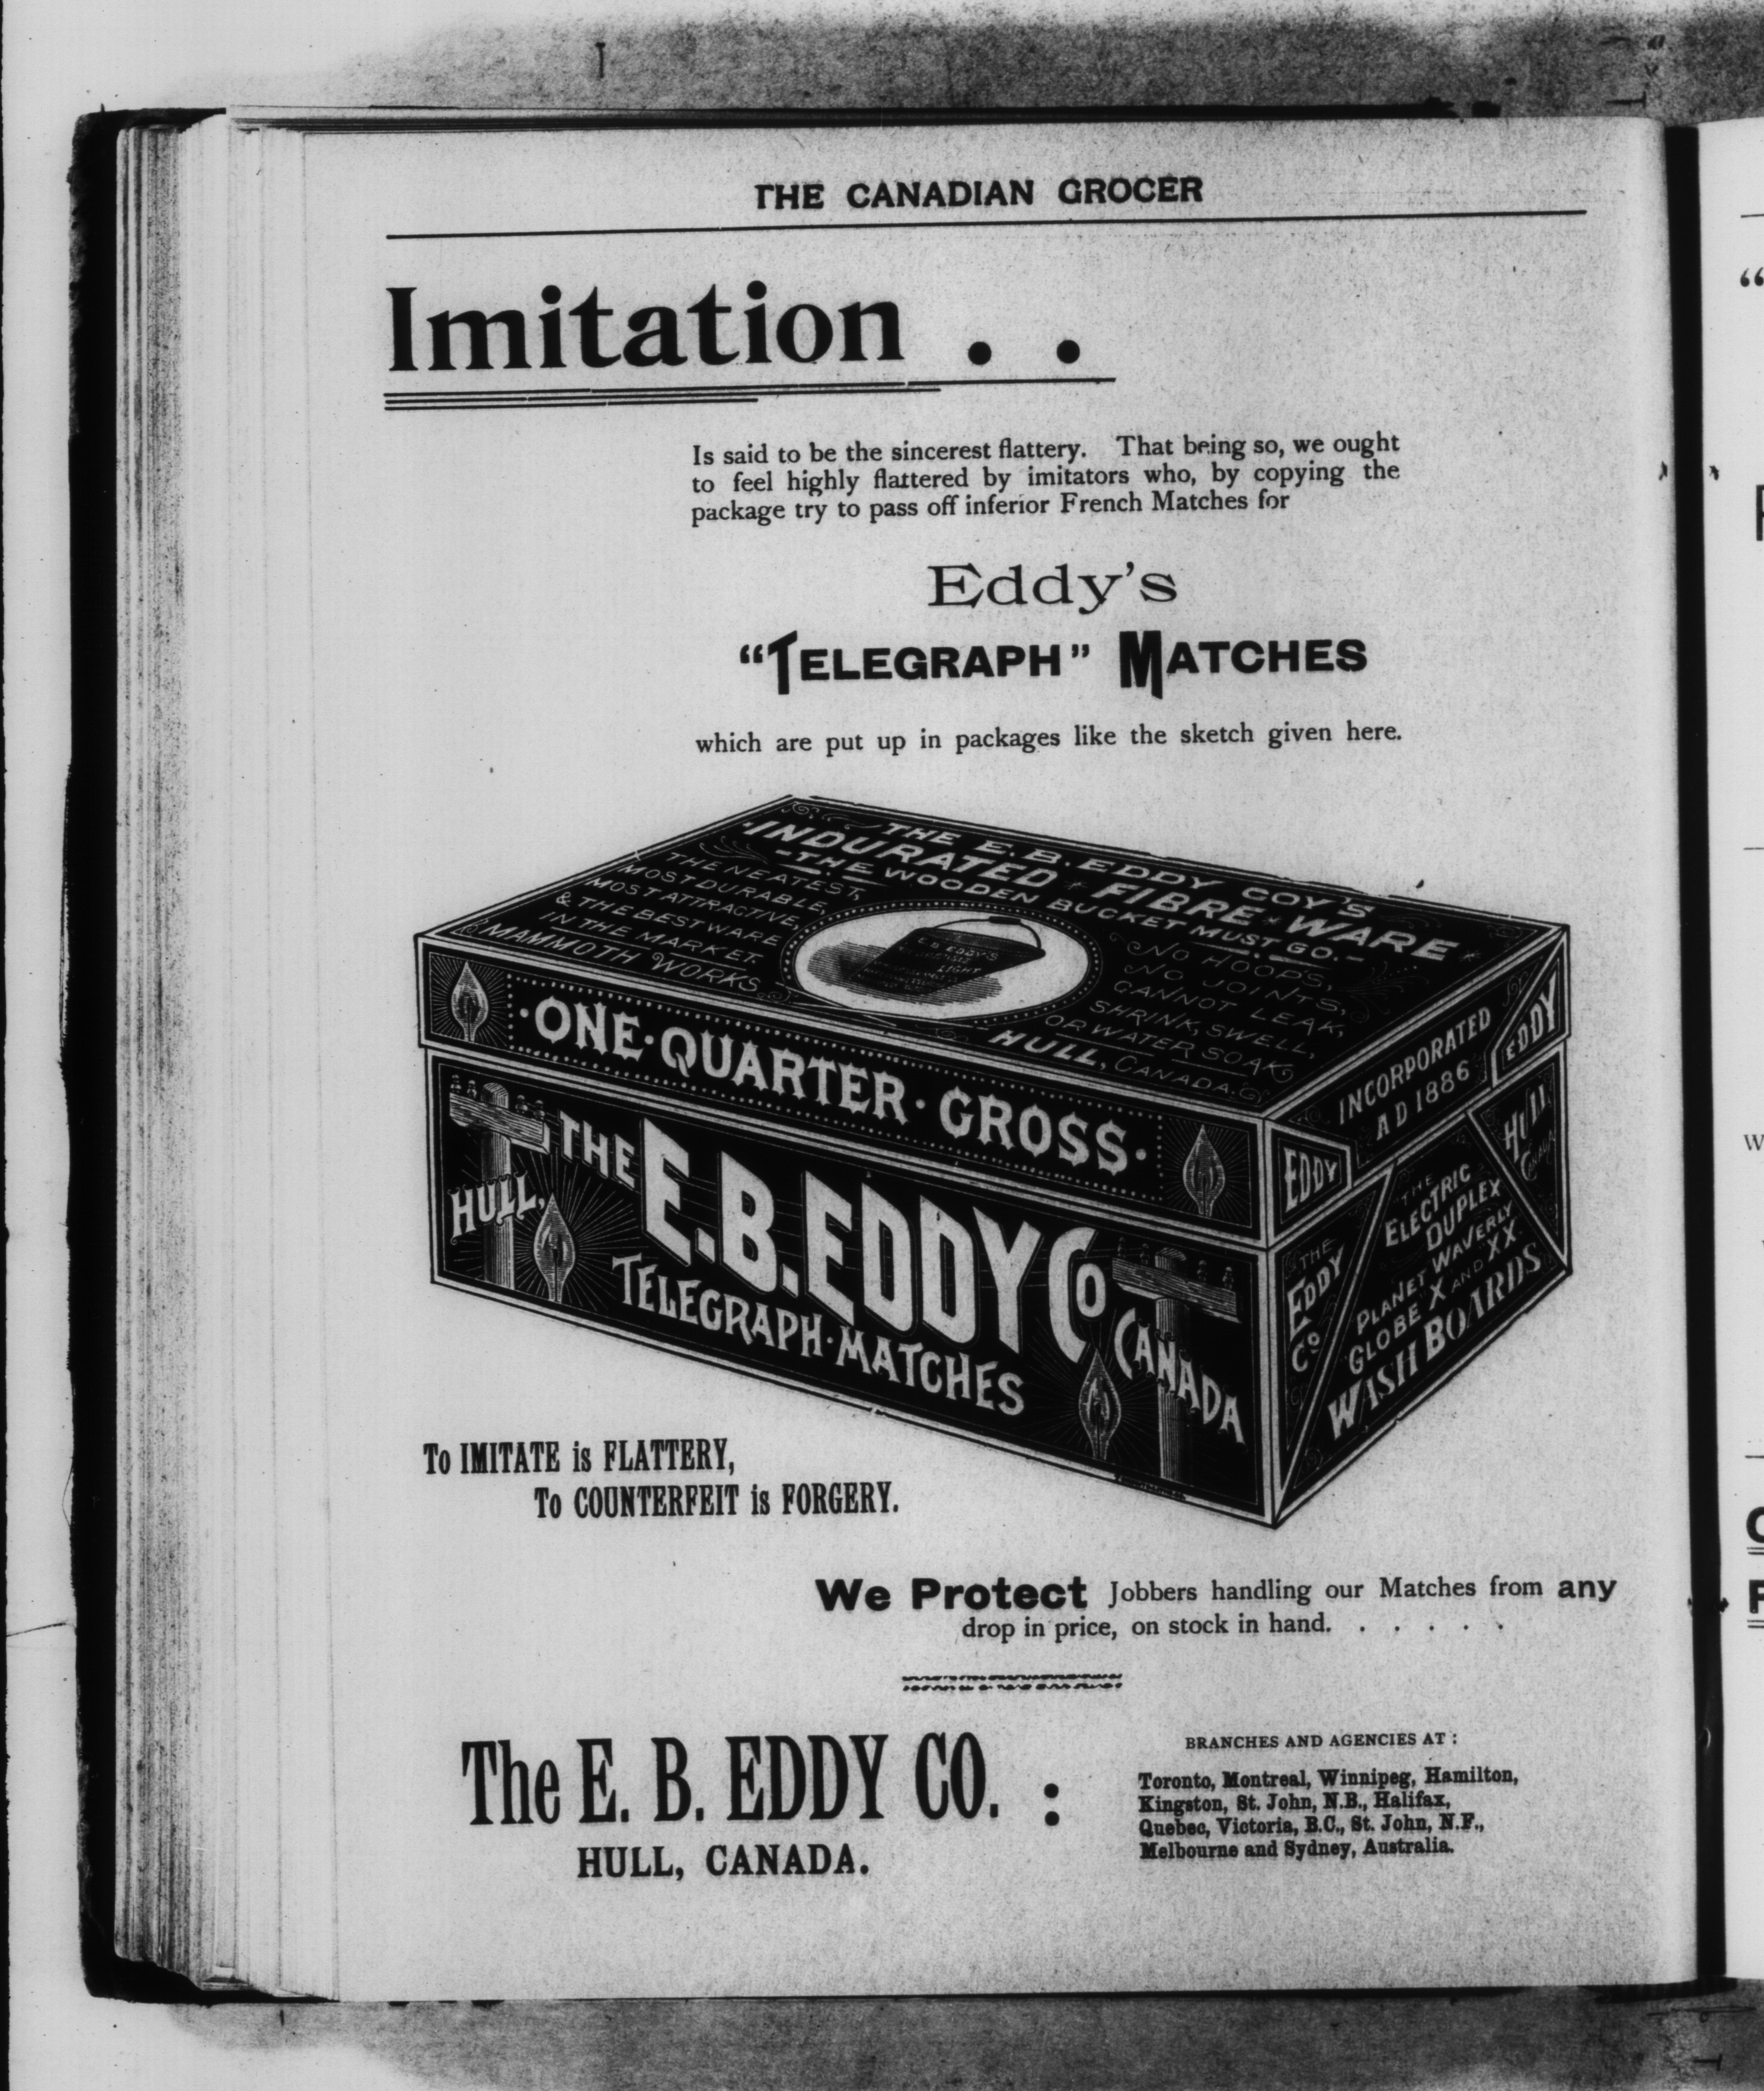 THE CANADIAN GROCER
Imitation . .
Is said to be the sincerest flattery. That being so, we ought
to feel highly flattered by imitators who, by copying the
package try to pass off inferior French Matches for
Eddy's
"TELEGRAPH" MATCHES
which are put up in packages like the sketch given here.
THE E. B. EDDY COY'S
INDURATED FIBRE WARE
-THE WOODEN BUCKET MUST GO.-
THE NEATEST,
MOST DURABLE,
MOST ATTRACTIVE,
& THE BEST WARE
IN THE MARKET.
MAMMOTH WORKS
E. B. EDDY'S
LIGHT
NO HOOPS,
NO JOINTS,
CANNOT LEAK,
SHRINK, SWELL,
OR WATER SOAK
HULL, CANADA.
·ONE·QUARTER·GROSS·
INCORPORATED
A D 1886
EDDY
EDDY
HULL,
THE E.B.EDDY CO
TELEGRAPH·MATCHES
CANADA
THE
EDDY
CO
THE
ELECTRIC
DUPLEX
PLANET WAVERLY
GLOBE X AND XX
WASH BOARDS
HULL
CANADA
To IMITATE is FLATTERY,
To COUNTERFEIT is FORGERY.
We Protect Jobbers handling our Matches from any
drop in price, on stock in hand. . . . . .
The E. B. EDDY CO. :
HULL, CANADA.
BRANCHES AND AGENCIES AT :
Toronto, Montreal, Winnipeg, Hamilton,
Kingston, St. John, N.B., Halifax,
Quebec, Victoria, B.C., St. John, N.F.,
Melbourne and Sydney, Australia.